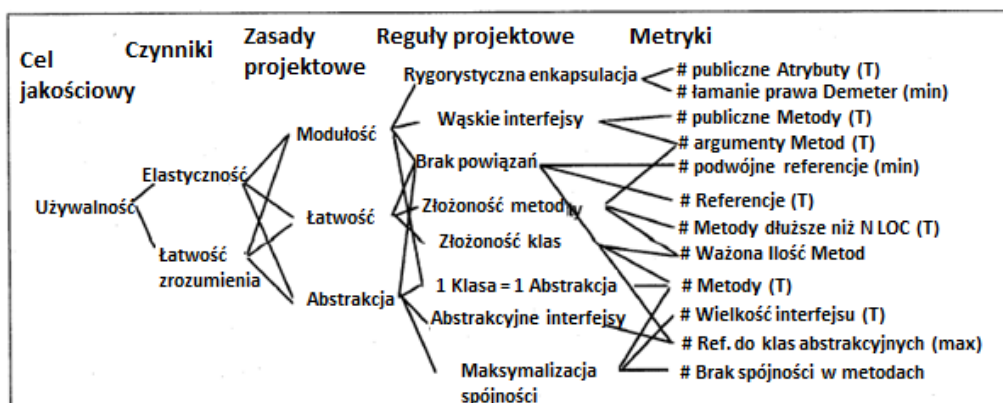 Cel jakościowy
Czynniki
Zasady projektowe
Reguły projektowe
Metryki
Używalność
Elastyczność
Łatwość zrozumienia
Modułość
Łatwość
Abstrakcja
Rygorystyczna enkapsulacja
Wąskie interfejsy
Brak powiązań
Złożoność metody
Złożoność klas
1 Klasa = 1 Abstrakcja
Abstrakcyjne interfejsy
Maksymalizacja spójności
# publiczne Atrybuty (T)
# łamanie prawa Demeter (min)
# publiczne Metody (T)
# argumenty Metod (T)
# podwójne referencje (min)
# Referencje (T)
# Metody dłuższe niż N LOC (T)
# Ważona Ilość Metod
# Metody (T)
# Wielkość interfejsu (T)
# Ref. do klas abstrakcyjnych (max)
# Brak spójności w metodach